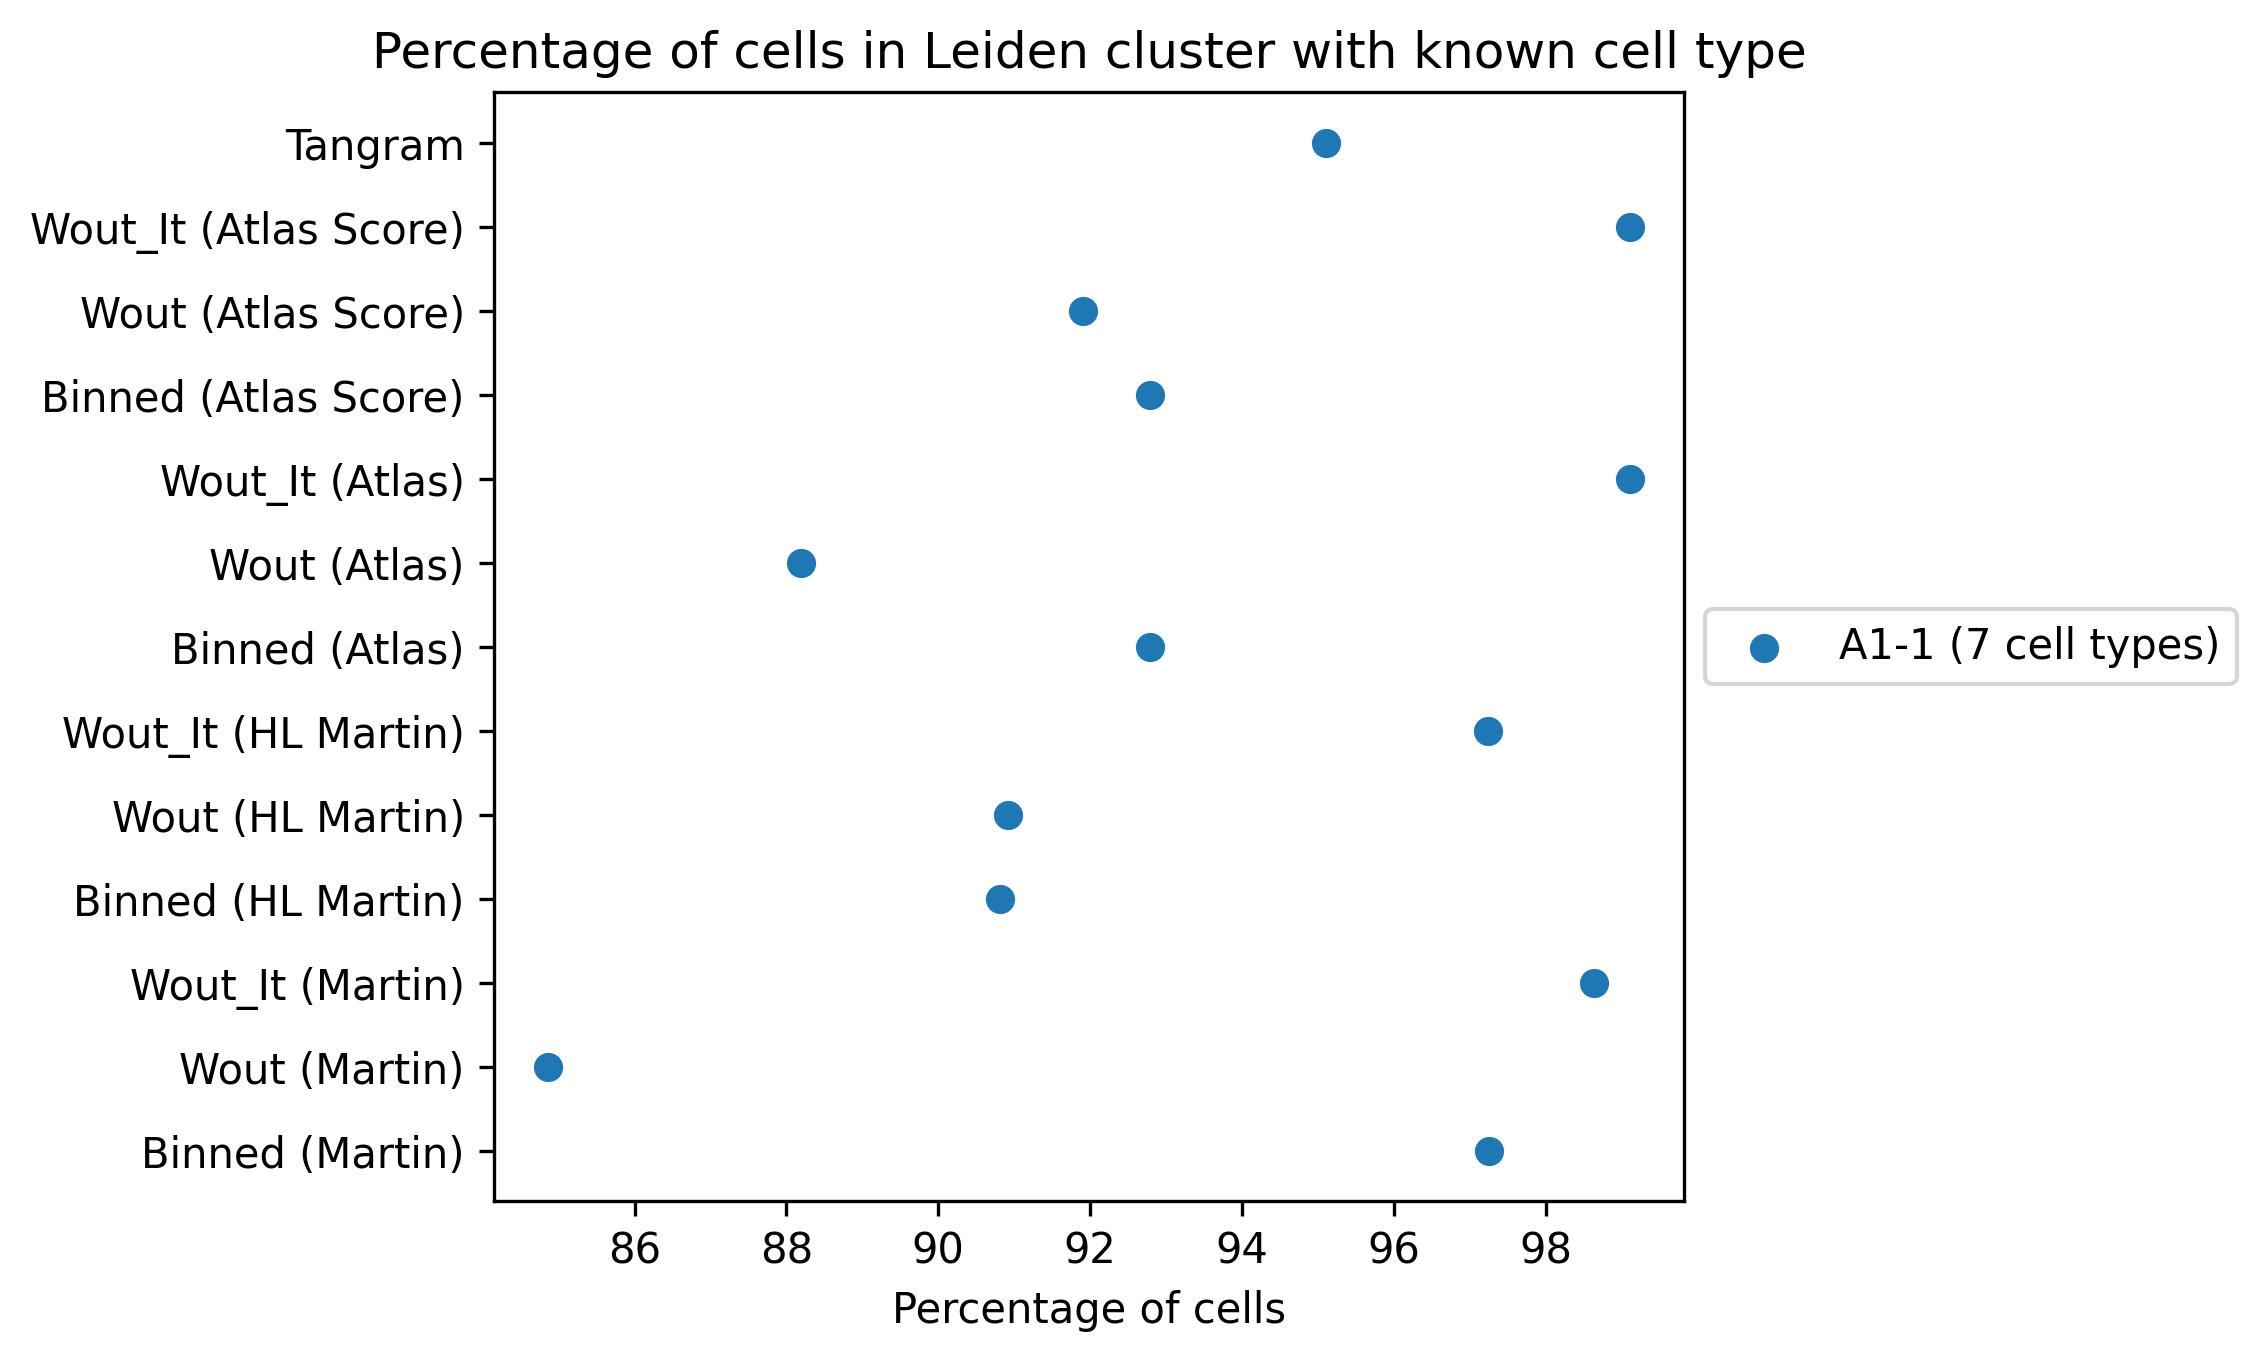 Percentage of cells in Leiden cluster with known cell type
Tangram
Wout_It (Atlas Score)
Wout (Atlas Score)
Binned (Atlas Score)
Wout_It (Atlas)
Wout (Atlas)
Binned (Atlas)
Wout_It (HL Martin)
Wout (HL Martin)
Binned (HL Martin)
Wout_It (Martin)
Wout (Martin)
Binned (Martin)
A1-1 (7 cell types)
86 88 90 92 94 96 98
Percentage of cells